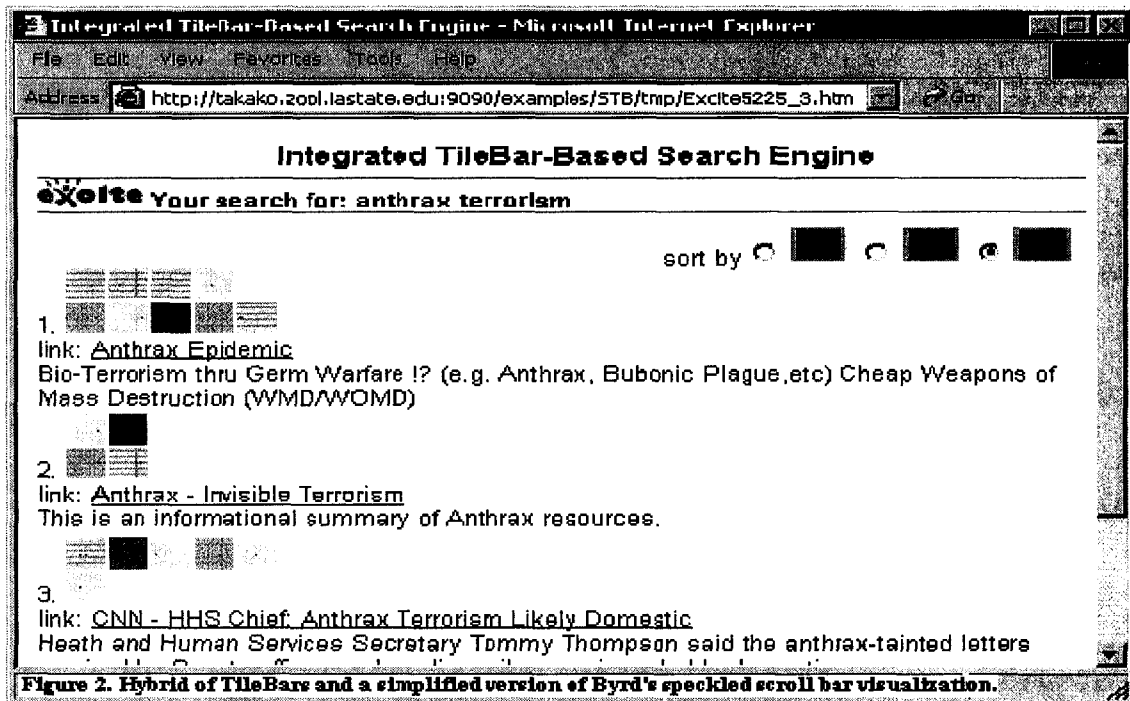 Integrated TileBar-Based Search Engine - Microsoft Internet Explorer
File Edit View Favorites Tools Help
Address http://takako.zool.iastate.edu:9090/examples/STB/tmp/Excite5225_3.htm Go
Integrated TileBar-Based Search Engine
excite Your search for: anthrax terrorism
sort by
1.
link: Anthrax Epidemic
Bio-Terrorism thru Germ Warfare !? (e.g. Anthrax, Bubonic Plague,etc) Cheap Weapons of
Mass Destruction (WMD/WOMD)
2.
link: Anthrax - Invisible Terrorism
This is an informational summary of Anthrax resources.
3.
link: CNN - HHS Chief: Anthrax Terrorism Likely Domestic
Heath and Human Services Secretary Tommy Thompson said the anthrax-tainted letters
Figure 2. Hybrid of TileBars and a simplified version of Byrd's speckled scroll bar visualization.